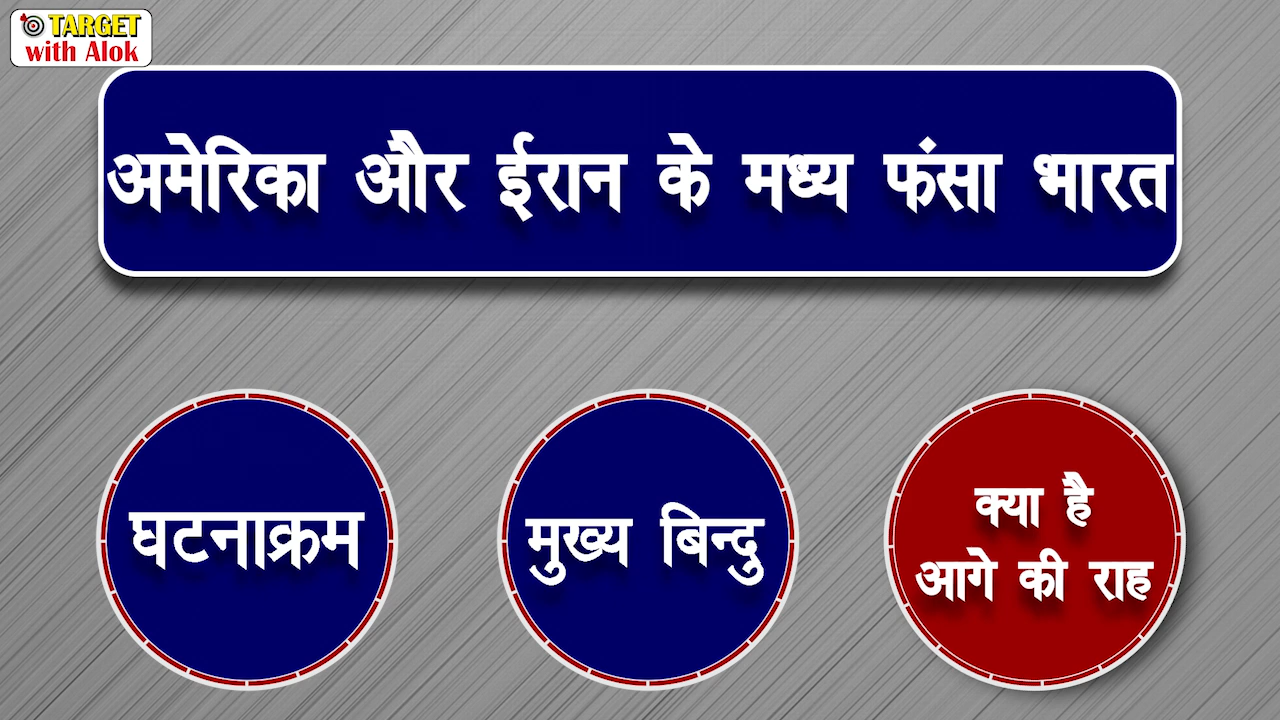 TARGET
with Alok
अमेरिका और ईरान के मध्य फंसा भारत
घटनाक्रम
मुख्य बिन्दु
क्या है
आगे की राह